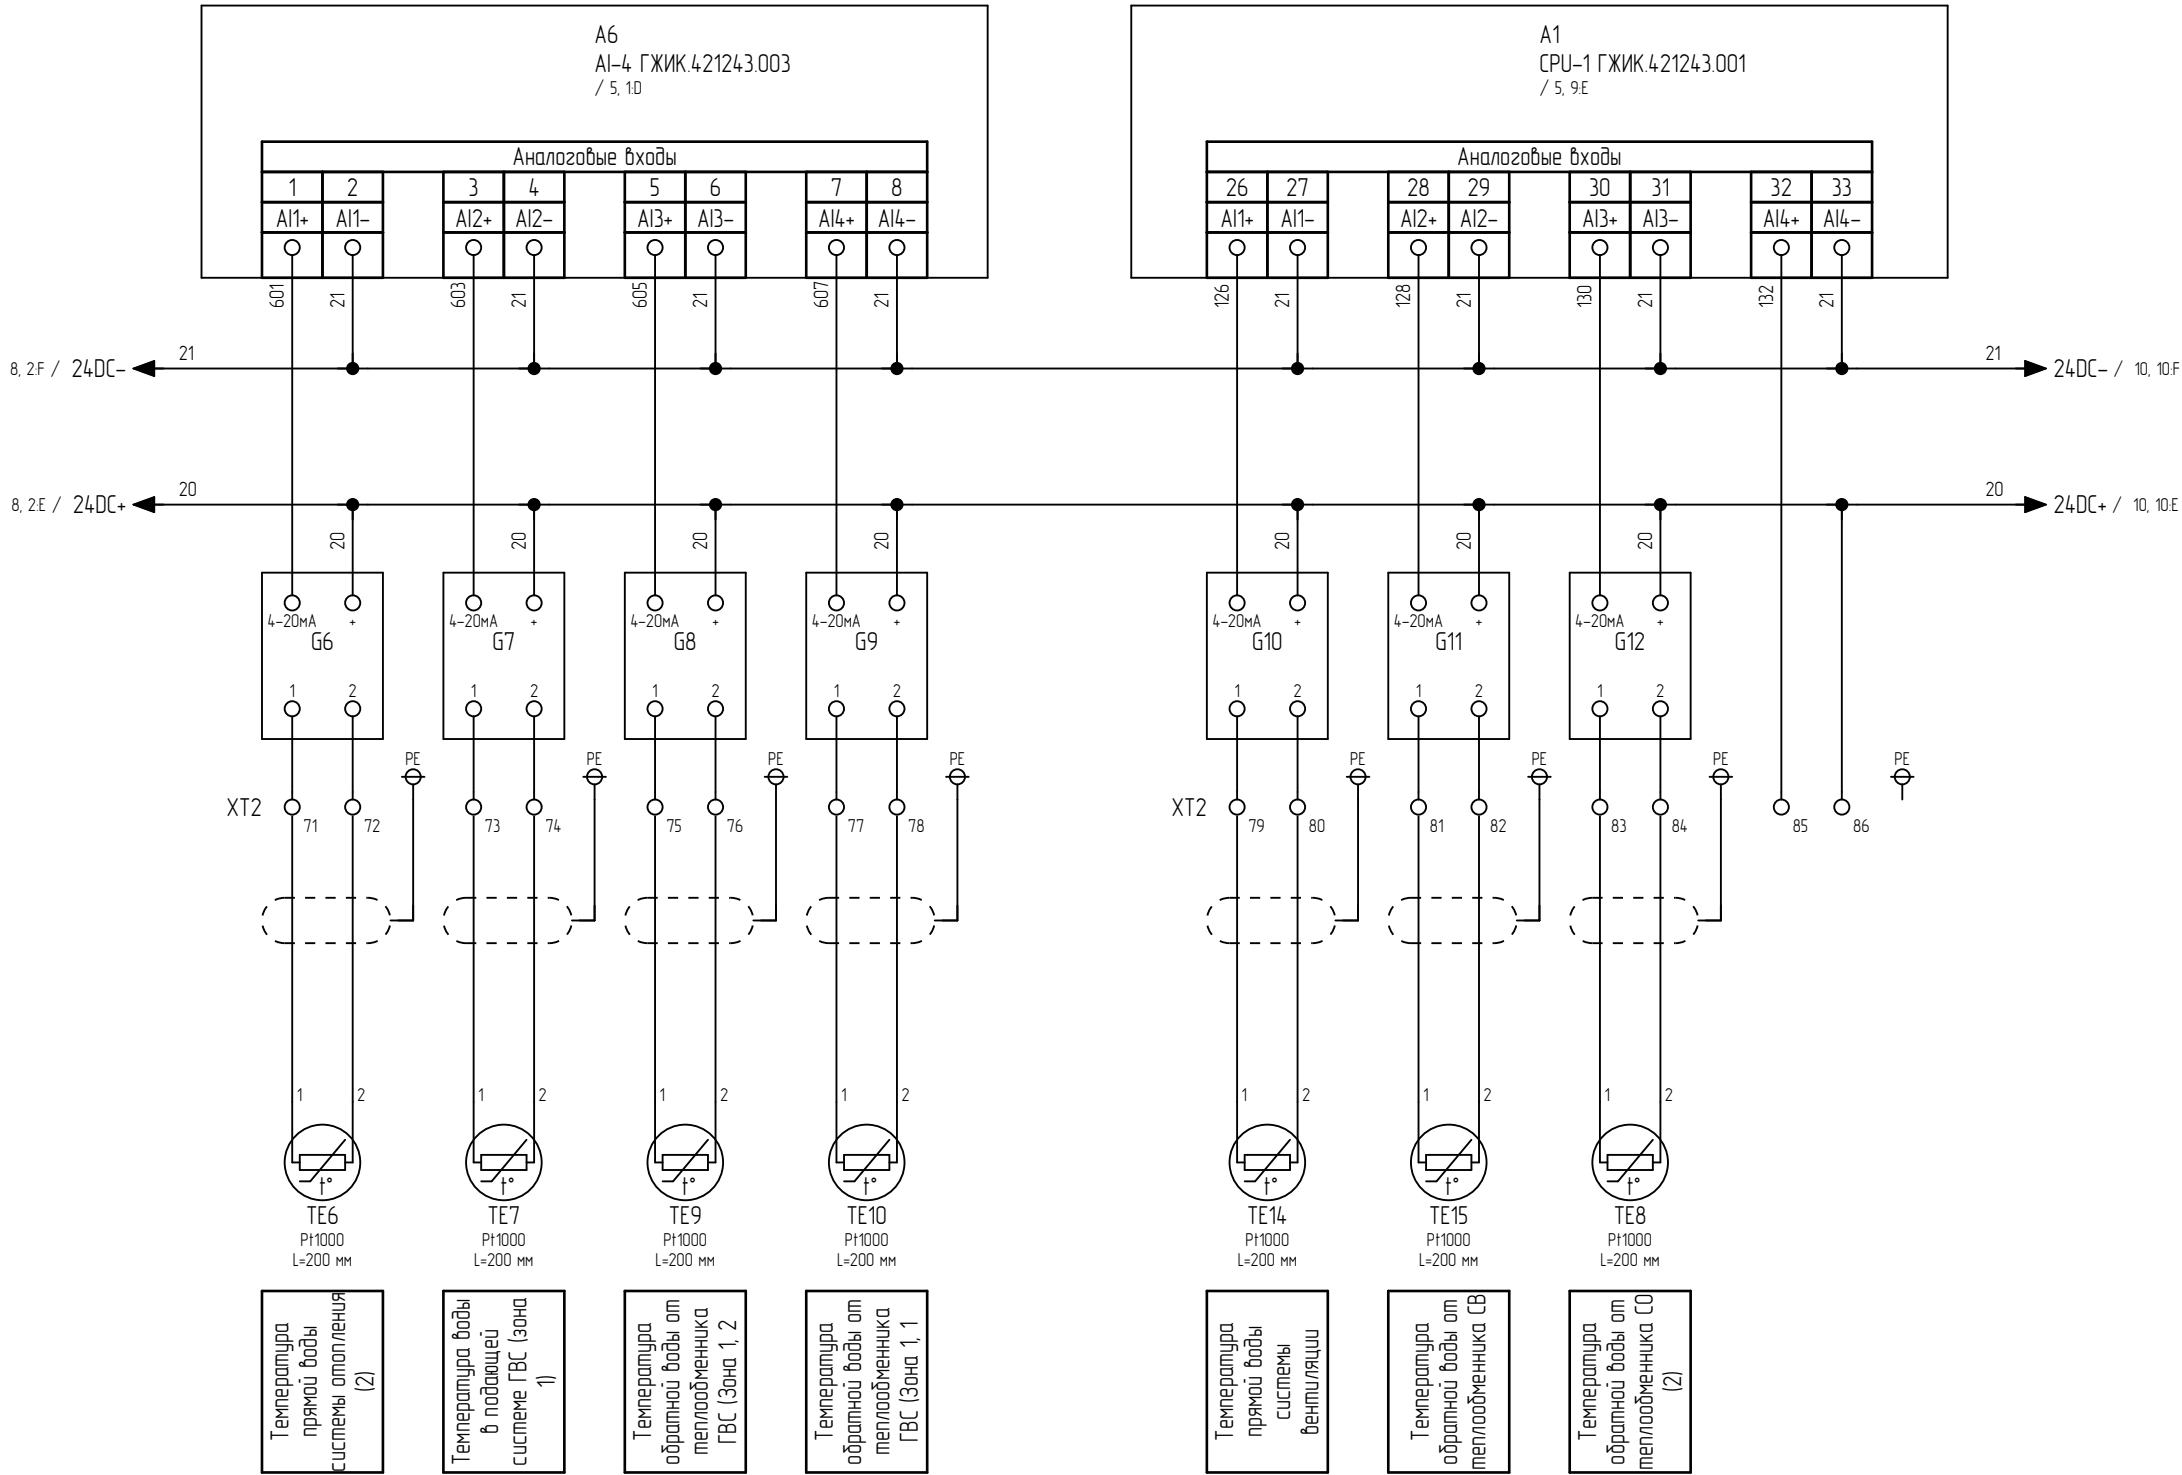 А6
AI-4 ГЖИК.421243.003
/ 5, 1:D
А1
CPU-1 ГЖИК.421243.001
/ 5, 9:E
Аналоговые входы
Аналоговые входы
1 2 3 4 5 6 7 8
26 27 28 29 30 31 32 33
AI1+ AI1- AI2+ AI2- AI3+ AI3- AI4+ AI4-
AI1+ AI1- AI2+ AI2- AI3+ AI3- AI4+ AI4-
601 21 603 21 605 21 607 21
126 21 128 21 130 21 132 21
8, 2:F / 24DC- 21
21 24DC- / 10, 10:F
8, 2:E / 24DC+ 20
20 24DC+ / 10, 10:E
20 20 20 20 20 20 20
4-20мА + 4-20мА + 4-20мА + 4-20мА + 4-20мА + 4-20мА + 4-20мА +
G6 G7 G8 G9 G10 G11 G12
1 2 1 2 1 2 1 2 1 2 1 2 1 2
PE PE PE PE PE PE PE PE
XT2 71 72 73 74 75 76 77 78
XT2 79 80 81 82 83 84 85 86
1 2 1 2 1 2 1 2 1 2 1 2 1 2
t° t° t° t° t° t° t°
TE6 TE7 TE9 TE10 TE14 TE15 TE8
Pt1000 Pt1000 Pt1000 Pt1000 Pt1000 Pt1000 Pt1000
L=200 мм L=200 мм L=200 мм L=200 мм L=200 мм L=200 мм L=200 мм
Температура
прямой воды
системы отопления
(2)
Температура воды
в подающей
системе ГВС (зона
1)
Температура
обратной воды от
теплообменника
ГВС (Зона 1, 2
Температура
обратной воды от
теплообменника
ГВС (Зона 1, 1
Температура
прямой воды
системы
вентиляции
Температура
обратной воды от
теплообменника СВ
Температура
обратной воды от
теплообменника СО
(2)